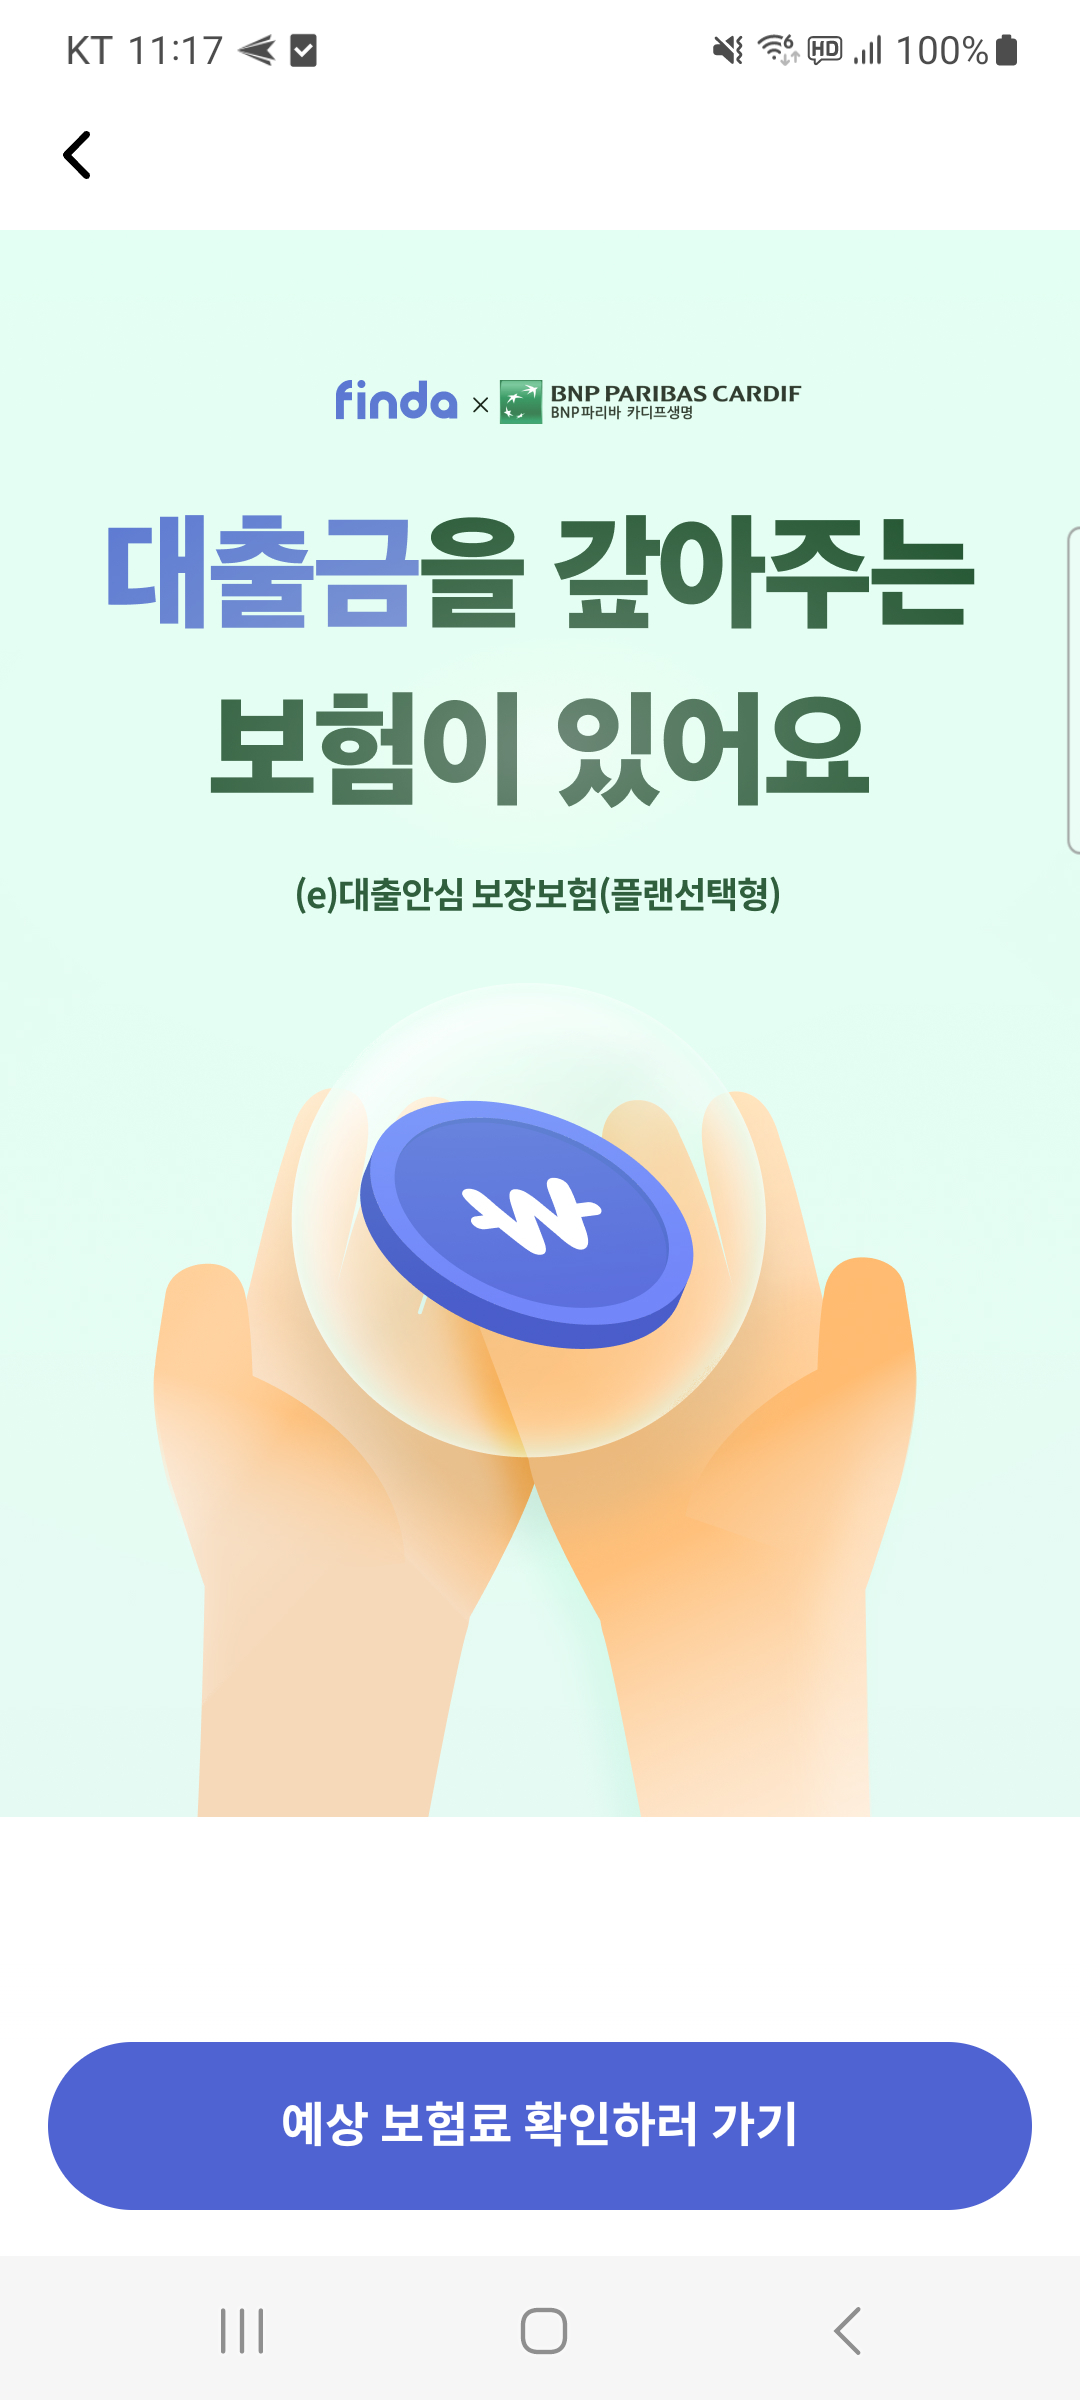 KT 11:17
HD 100%
finda × BNP PARIBAS CARDIF
BNP파리바 카디프생명
대출금을 갚아주는
보험이 있어요
(e)대출안심 보장보험(플랜선택형)
예상 보험료 확인하러 가기